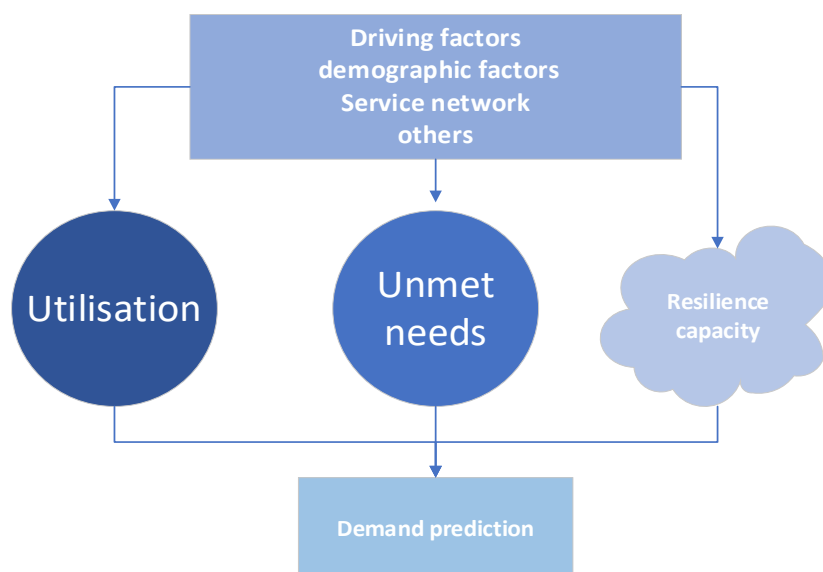 Driving factors
demographic factors
Service network
others
Utilisation
Unmet
needs
Resilience
capacity
Demand prediction